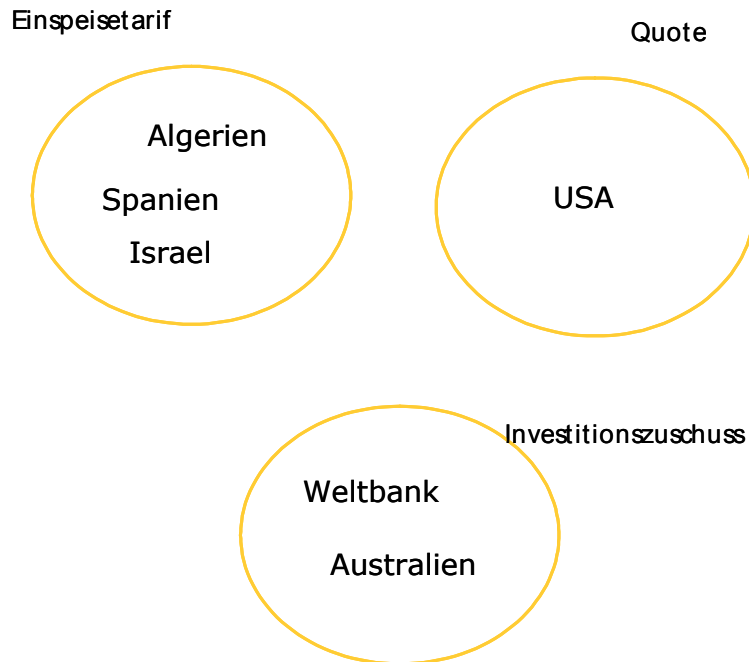 Einspeisetarif
Quote
Algerien
Spanien
Israel
USA
Investitionszuschuss
Weltbank
Australien